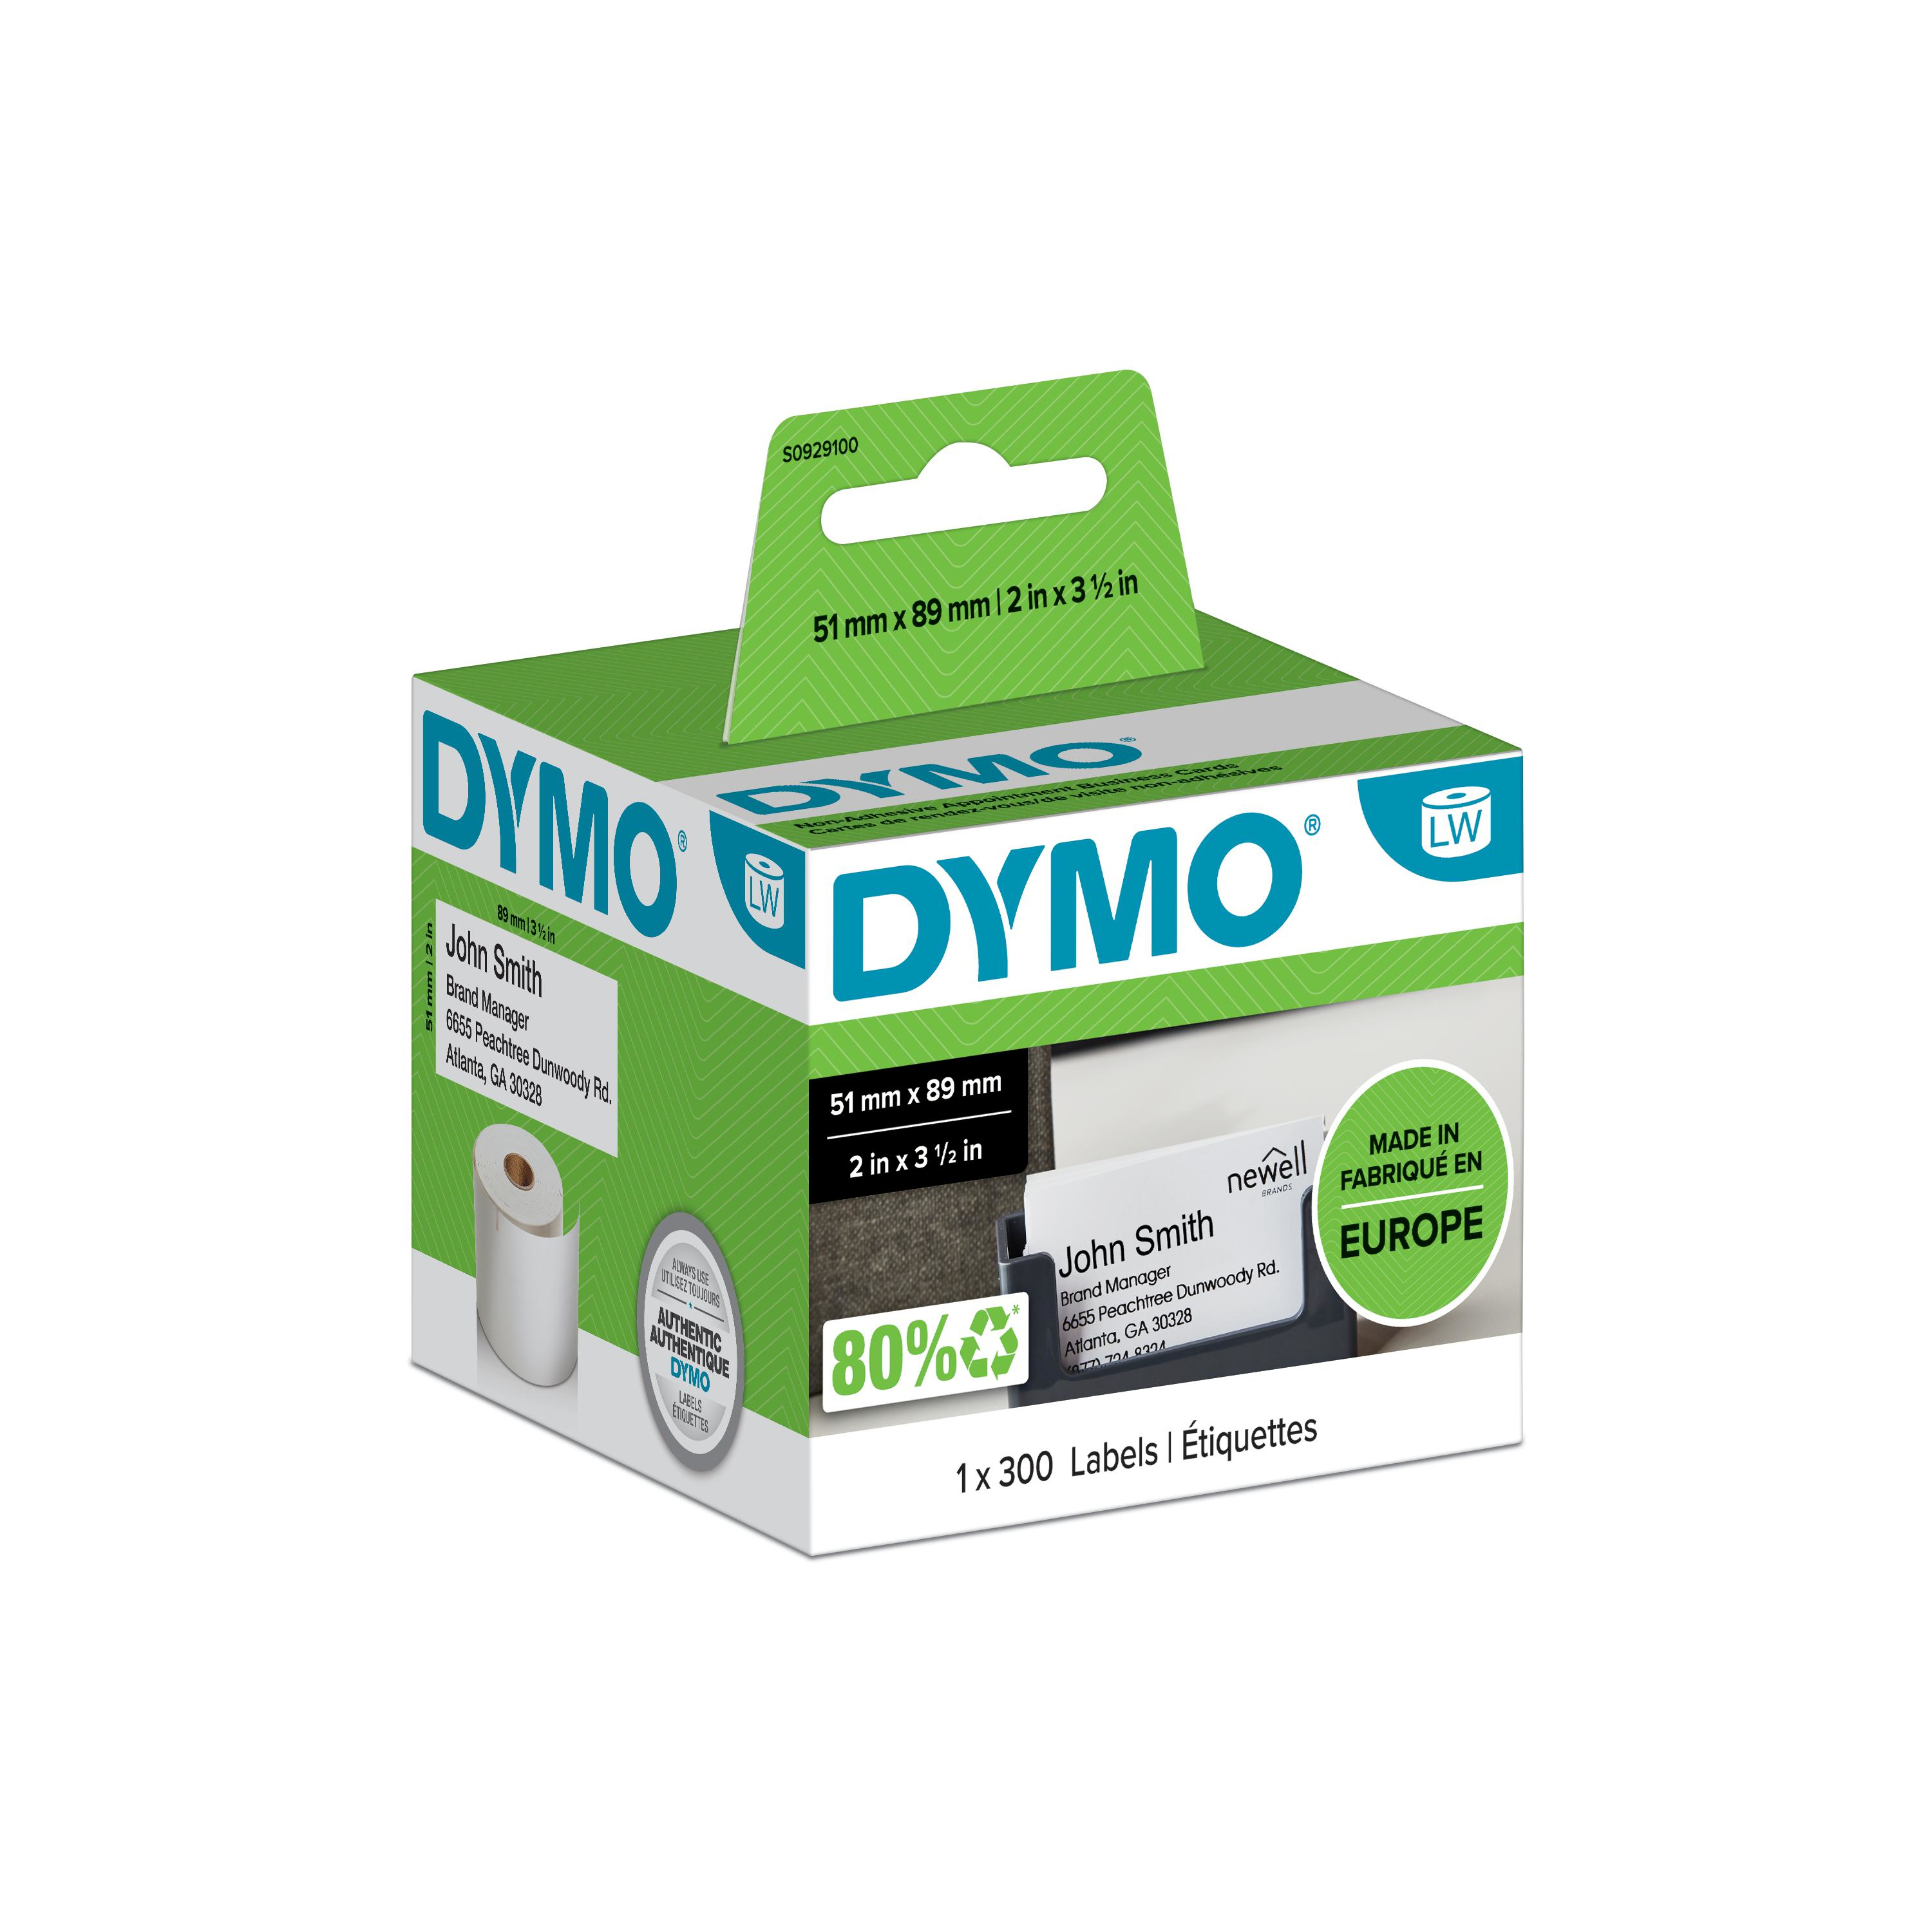 S0929100
51 mm x 89 mm | 2 in x 3 ½ in
DYMO®
Non-Adhesive Appointment Business Cards
Cartes de rendez-vous/de visite non-adhésives
DYMO®
LW
89 mm | 3 ½ in
51 mm | 2 in
John Smith
Brand Manager
6655 Peachtree Dunwoody Rd.
Atlanta, GA 30328
ALWAYS USE
UTILISEZ TOUJOURS
AUTHENTIC
AUTHENTIQUE
DYMO
LABELS
ÉTIQUETTES
DYMO®
LW
51 mm x 89 mm
2 in x 3 ½ in
newell
BRANDS
John Smith
Brand Manager
6655 Peachtree Dunwoody Rd.
Atlanta, GA 30328
(877) 724-8324
MADE IN
FABRIQUÉ EN
EUROPE
80%*
1 x 300 Labels | Étiquettes